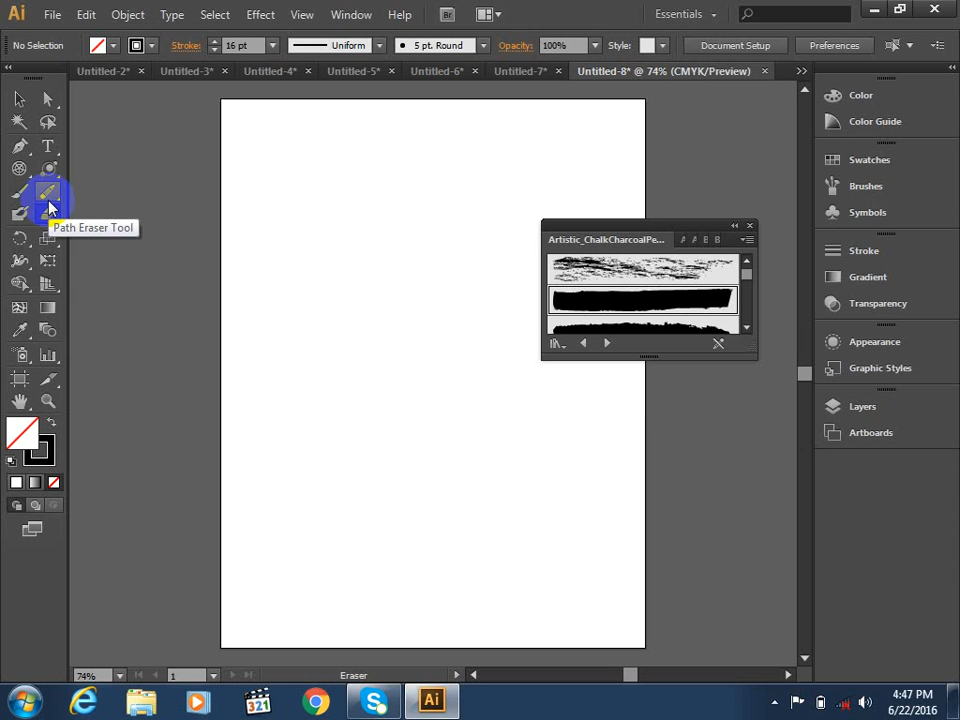 Ai File Edit Object Type Select Effect View Window Help Br Essentials
No Selection Stroke: 16 pt Uniform 5 pt. Round Opacity: 100% Style: Document Setup Preferences
Untitled-2* × Untitled-3* × Untitled-4* × Untitled-5* × Untitled-6* × Untitled-7* × Untitled-8* @ 74% (CMYK/Preview) ×
Color
Color Guide
Swatches
Brushes
Symbols
Stroke
Gradient
Transparency
Appearance
Graphic Styles
Layers
Artboards
T
Path Eraser Tool
Artistic_ChalkCharcoalPe... A A B B
74% 1 Eraser
321 Ai
4:47 PM
6/22/2016